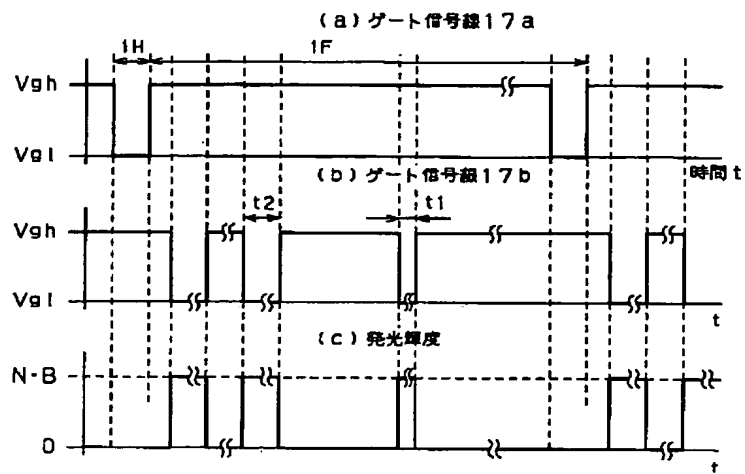 (a)ゲート信号線17a
1H
1F
Vgh
Vgl
時間t
(b)ゲート信号線17b
t2
t1
Vgh
Vgl
t
(c)発光輝度
N·B
0
t